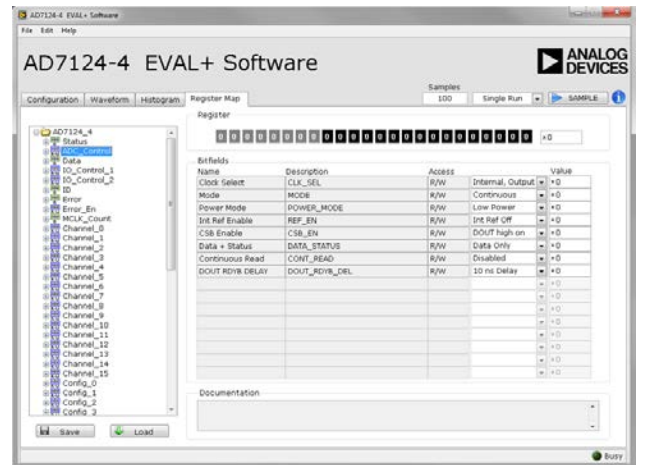 AD7124-4 EVAL+ Software
File Edit Help
AD7124-4 EVAL+ Software
ANALOG
DEVICES
Samples
Configuration Waveform Histogram Register Map 100 Single Run SAMPLE
Register
AD7124_4
Status
ADC_Control
Data
IO_Control_1
IO_Control_2
ID
Error
Error_En
MCLK_Count
Channel_0
Channel_1
Channel_2
Channel_3
Channel_4
Channel_5
Channel_6
Channel_7
Channel_8
Channel_9
Channel_10
Channel_11
Channel_12
Channel_13
Channel_14
Channel_15
Config_0
Config_1
Config_2
Config_3
Save Load
0 0 0 0 0 0 0 0 0 0 0 0 0 0 0 0 0 0 0 0 0 0 0 0 x0
Bitfields
Name Description Access Value
Clock Select CLK_SEL R/W Internal, Output x0
Mode MODE R/W Continuous x0
Power Mode POWER_MODE R/W Low Power x0
Int Ref Enable REF_EN R/W Int Ref Off x0
CSB Enable CSB_EN R/W DOUT high on x0
Data + Status DATA_STATUS R/W Data Only x0
Continuous Read CONT_READ R/W Disabled x0
DOUT RDYB DELAY DOUT_RDYB_DEL R/W 10 ns Delay x0
x0
x0
x0
x0
x0
x0
x0
Documentation
Busy